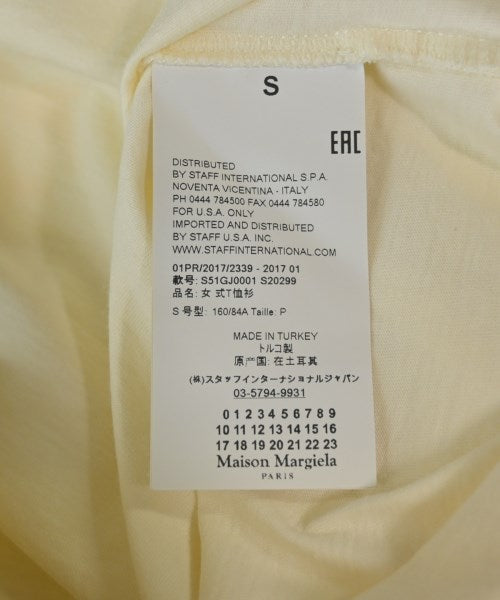 S
EAC
DISTRIBUTED
BY STAFF INTERNATIONAL S.P.A.
NOVENTA VICENTINA - ITALY
PH 0444 784500 FAX 0444 784580
FOR U.S.A. ONLY
IMPORTED AND DISTRIBUTED
BY STAFF U.S.A. INC.
WWW.STAFFINTERNATIONAL.COM
01PR/2017/2339 - 2017 01
款号: S51GJ0001 S20299
品名: 女 式T恤衫
S 号型: 160/84A Taille: P
MADE IN TURKEY
トルコ製
原产国: 在土耳其
(株)スタッフインターナショナルジャパン
03-5794-9931
0 1 2 3 4 5 6 7 8 9
10 11 12 13 14 15 16
17 18 19 20 21 22 23
Maison Margiela
PARIS